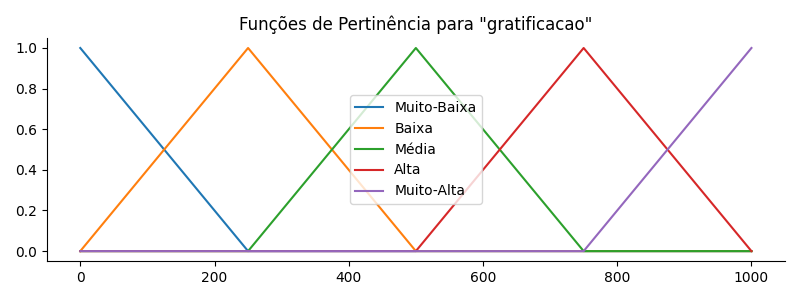 Funções de Pertinência para "gratificacao"
1.0
0.8
0.6
0.4
0.2
0.0
Muito-Baixa
Baixa
Média
Alta
Muito-Alta
0
200
400
600
800
1000